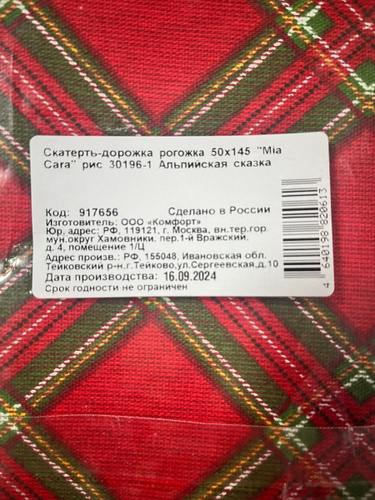 Скатерть-дорожка рогожка 50x145 "Mia
Cara" рис 30196-1 Альпийская сказка
Код: 917656 Сделано в России
Изготовитель: ООО «Комфорт»
Юр. адрес: РФ, 119121, г. Москва, вн.тер.гор.
мун.округ Хамовники, пер.1-й Вражский,
д. 4, помещение 1/Ц
Адрес произв.: РФ, 155048, Ивановская обл.
Тейковский р-н,г.Тейково,ул.Сергеевская,д.10
Дата производства: 16.09.2024
Срок годности не ограничен
4 640198 820613